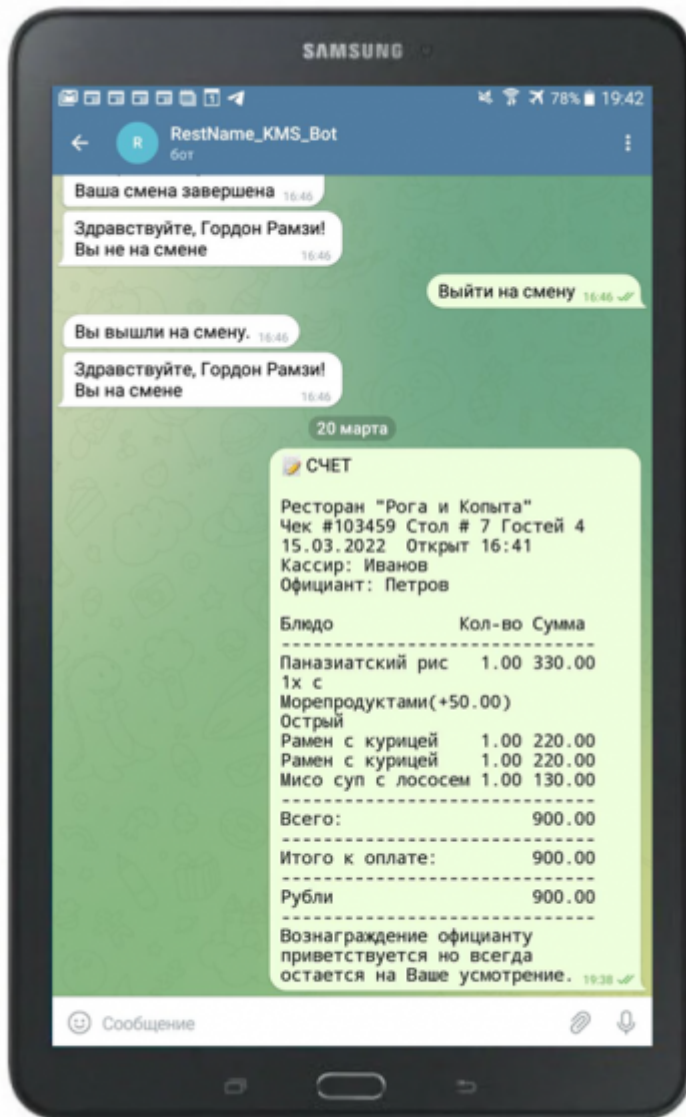 SAMSUNG
78% 19:42
R
RestName_KMS_Bot
бот
Ваша смена завершена 16:46
Здравствуйте, Гордон Рамзи!
Вы не на смене 16:46
Выйти на смену 16:46
Вы вышли на смену. 16:46
Здравствуйте, Гордон Рамзи!
Вы на смене 16:46
20 марта
СЧЕТ
Ресторан "Рога и Копыта"
Чек #103459 Стол # 7 Гостей 4
15.03.2022 Открыт 16:41
Кассир: Иванов
Официант: Петров
Блюдо Кол-во Сумма
------------------------------
Паназиатский рис 1.00 330.00
1х с
Морепродуктами(+50.00)
Острый
Рамен с курицей 1.00 220.00
Рамен с курицей 1.00 220.00
Мисо суп с лососем 1.00 130.00
------------------------------
Всего: 900.00
------------------------------
Итого к оплате: 900.00
------------------------------
Рубли 900.00
------------------------------
Вознаграждение официанту
приветствуется но всегда
остается на Ваше усмотрение. 19:38
Сообщение